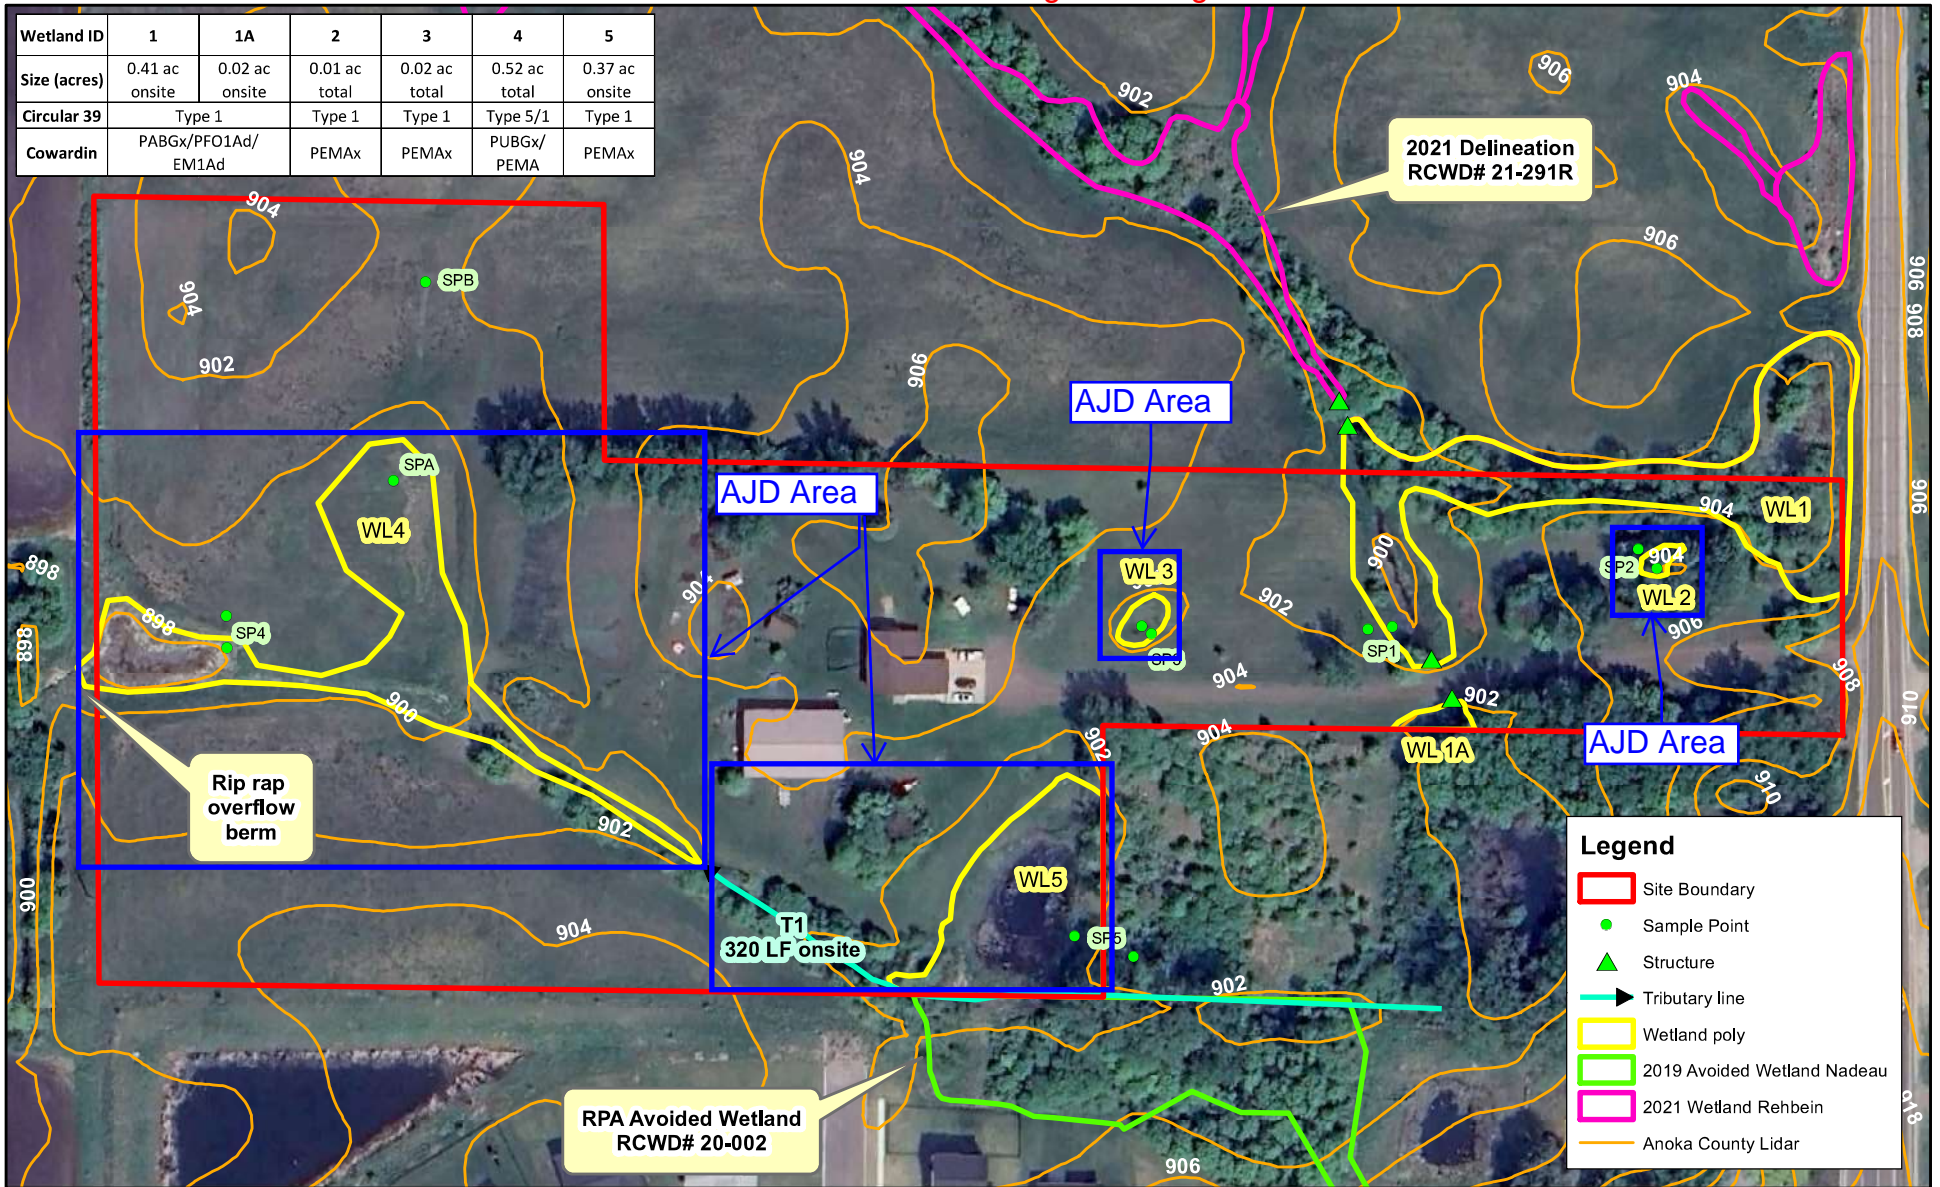 Wetland ID 1 1A 2 3 4 5
Size (acres) 0.41 ac onsite 0.02 ac onsite 0.01 ac total 0.02 ac total 0.52 ac total 0.37 ac onsite
Circular 39 Type 1 Type 1 Type 1 Type 5/1 Type 1
Cowardin PABGx/PFO1Ad/ EM1Ad PEMAx PEMAx PUBGx/ PEMA PEMAx
902
906
904
904
2021 Delineation
RCWD# 21-291R
904
906
904
SPB
906
908
902
906
AJD Area
SPA
AJD Area
906
WL4
904
WL1
900
904
898
WL 3
SP2
WL 2
902
906
898
SP4
898
SP1
SP3
904
908
900
902
904
902
WL 1A
AJD Area
910
910
Rip rap
overflow
berm
902
900
WL5
T1
320 LF onsite
904
SP5
902
RPA Avoided Wetland
RCWD# 20-002
906
918
Legend
Site Boundary
Sample Point
Structure
Tributary line
Wetland poly
2019 Avoided Wetland Nadeau
2021 Wetland Rehbein
Anoka County Lidar